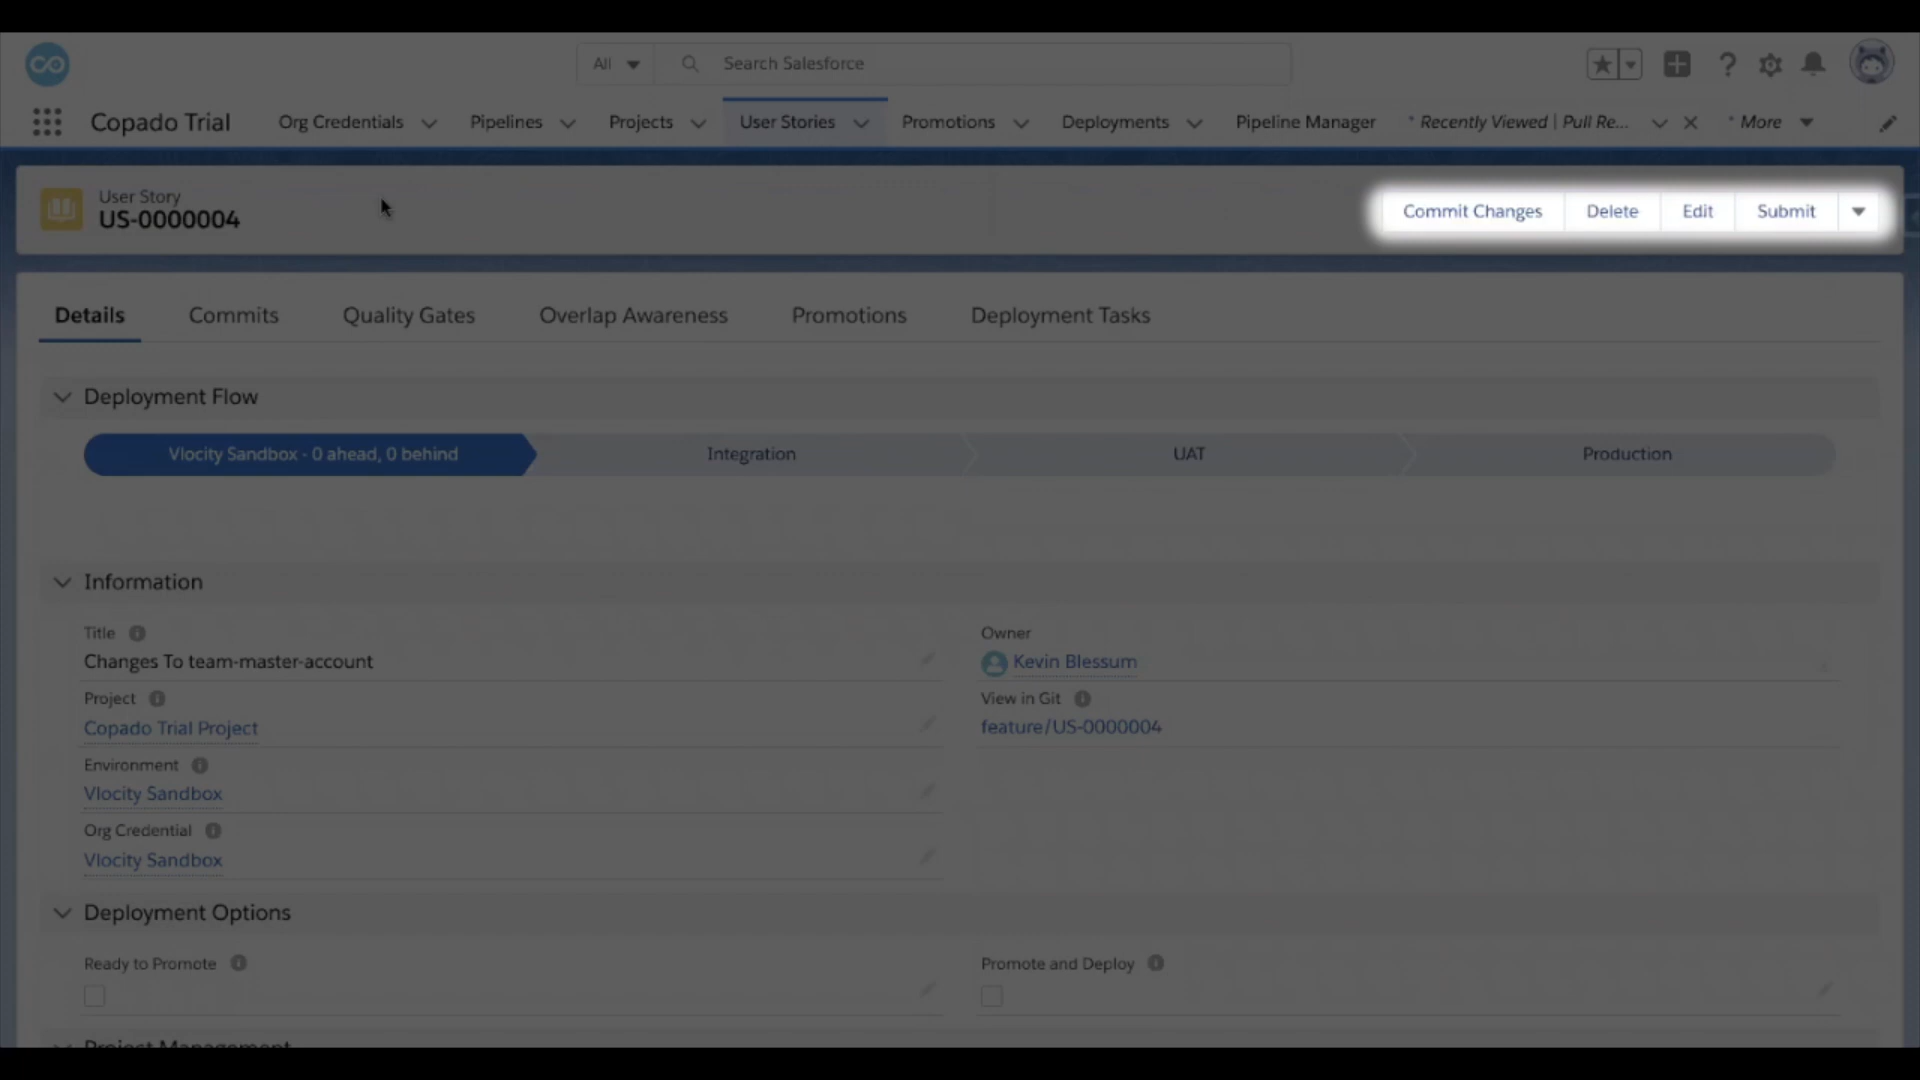 All
Search Salesforce
Copado Trial
Org Credentials
Pipelines
Projects
User Stories
Promotions
Deployments
Pipeline Manager
* Recently Viewed | Pull Re...
* More
User Story
US-0000004
Commit Changes
Delete
Edit
Submit
Details
Commits
Quality Gates
Overlap Awareness
Promotions
Deployment Tasks
Deployment Flow
Vlocity Sandbox - 0 ahead, 0 behind
Integration
UAT
Production
Information
Title
Changes To team-master-account
Owner
Kevin Blessum
Project
Copado Trial Project
View in Git
feature/US-0000004
Environment
Vlocity Sandbox
Org Credential
Vlocity Sandbox
Deployment Options
Ready to Promote
Promote and Deploy
Project Management